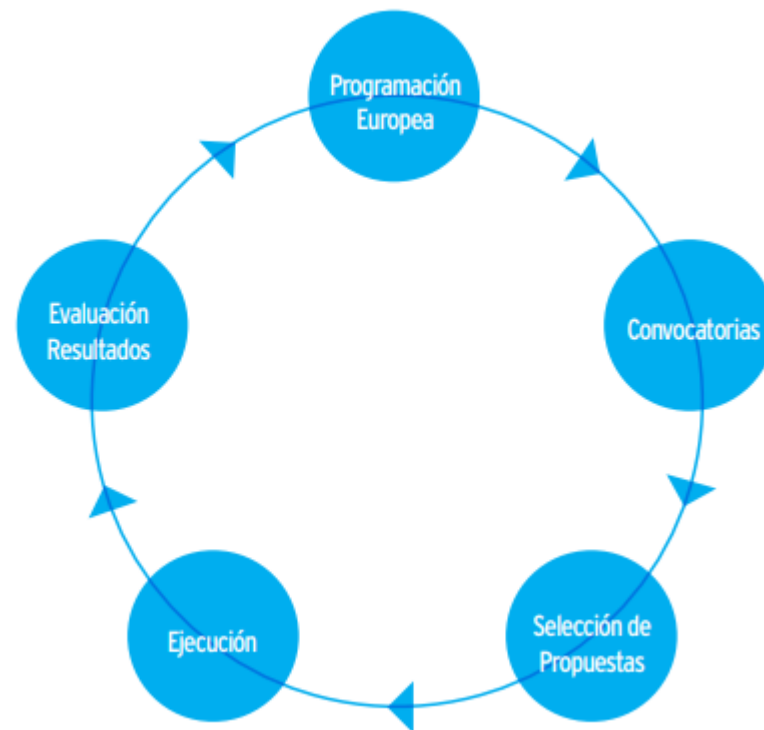 Programación
Europea
Convocatorias
Selección de
Propuestas
Ejecución
Evaluación
Resultados